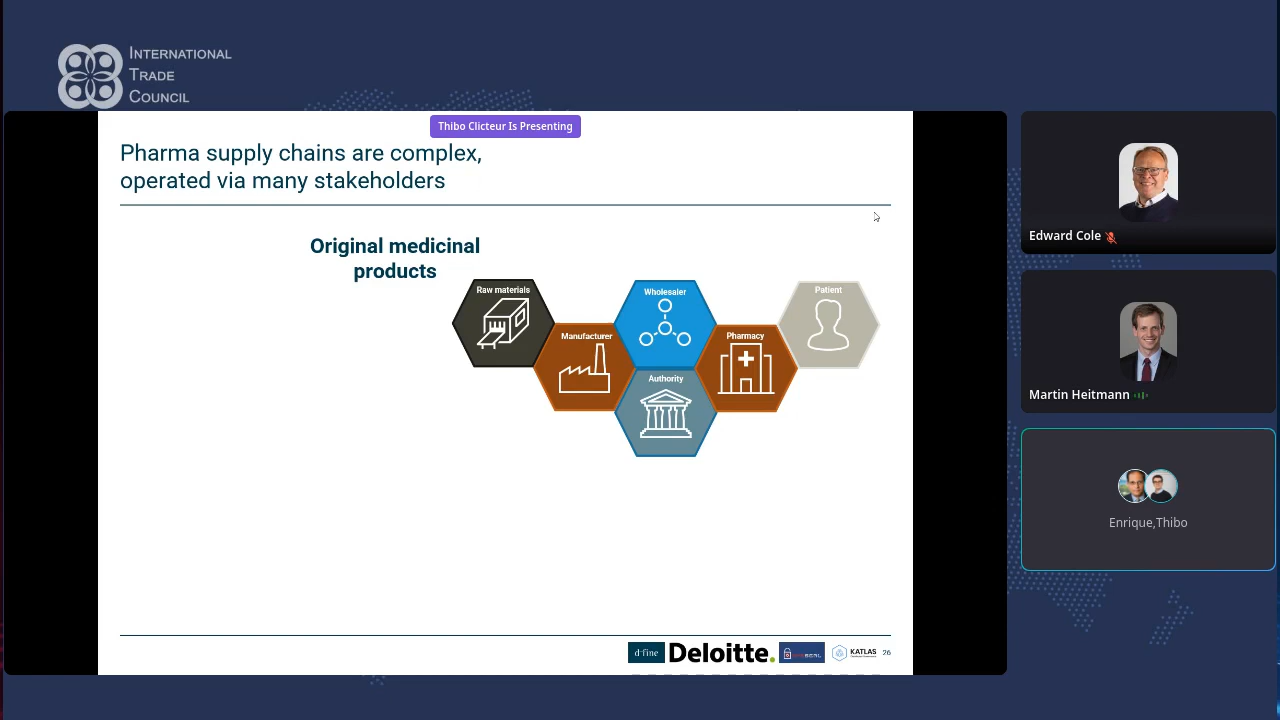 INTERNATIONAL
TRADE
COUNCIL
Thibo Clicteur Is Presenting
Pharma supply chains are complex,
operated via many stakeholders
Original medicinal
products
Raw materials
Manufacturer
Wholesaler
Authority
Pharmacy
Patient
d-fine
Deloitte.
KATLAS
26
Edward Cole
Martin Heitmann
Enrique,Thibo